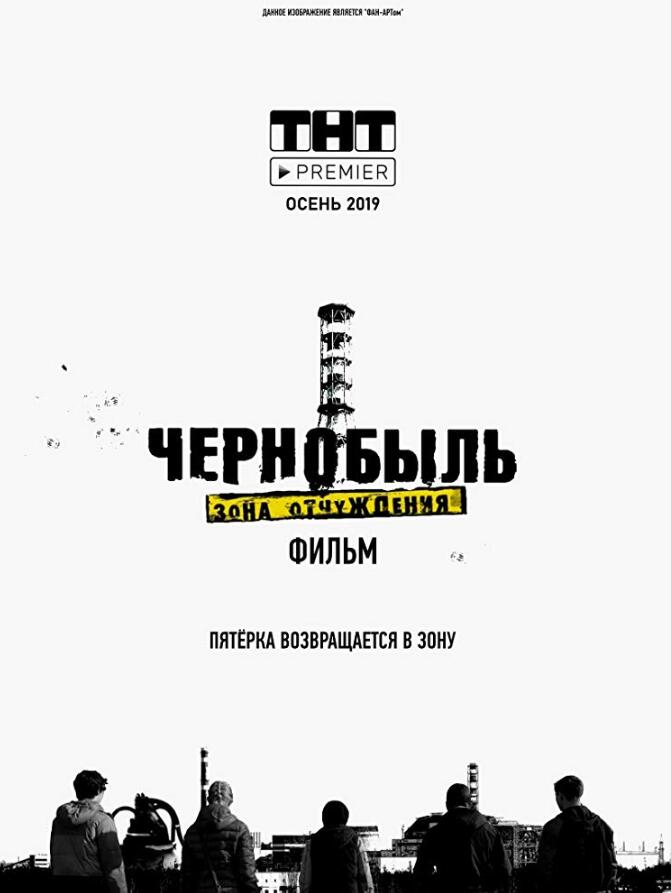 ДАННОЕ ИЗОБРАЖЕНИЕ ЯВЛЯЕТСЯ "ФАН-АРТом"
ТНТ
PREMIER
ОСЕНЬ 2019
ЧЕРНОБЫЛЬ
ЗОНА ОТЧУЖДЕНИЯ
ФИЛЬМ
ПЯТЁРКА ВОЗВРАЩАЕТСЯ В ЗОНУ